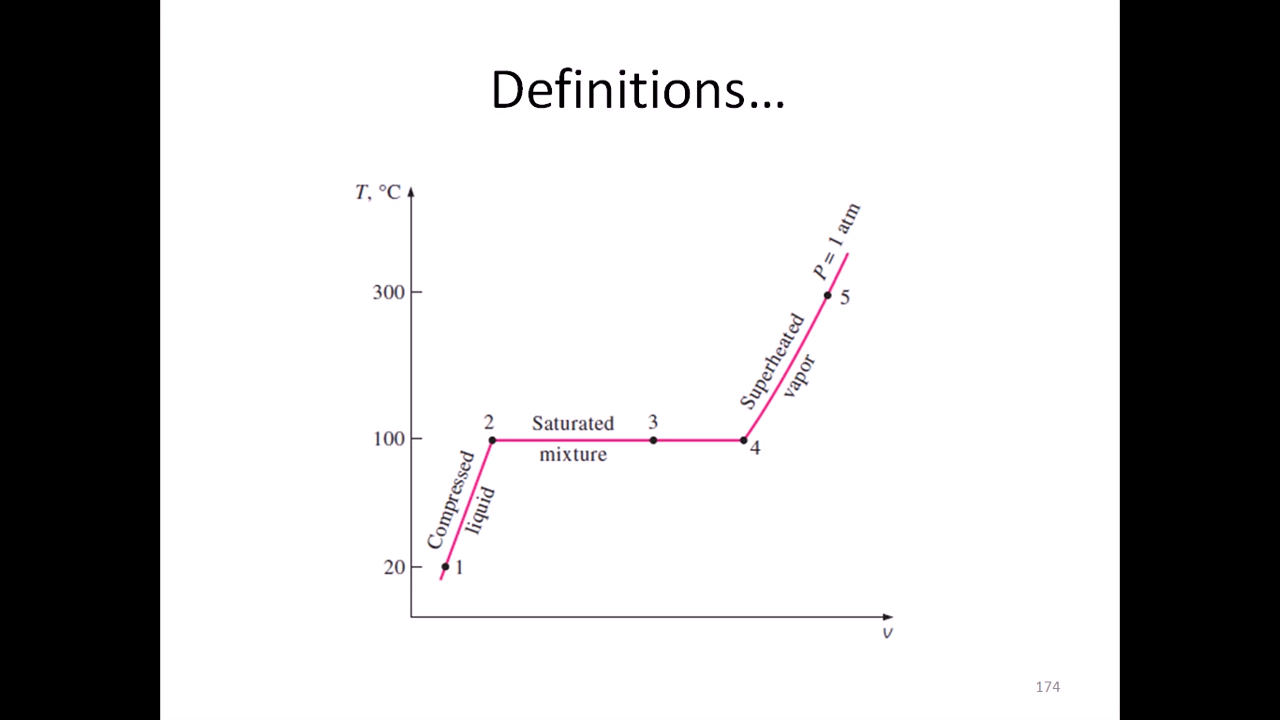 Definitions...
T, °C
P = 1 atm
300
5
Superheated
vapor
2
Saturated
3
100
mixture
4
Compressed
liquid
20
1
v
174